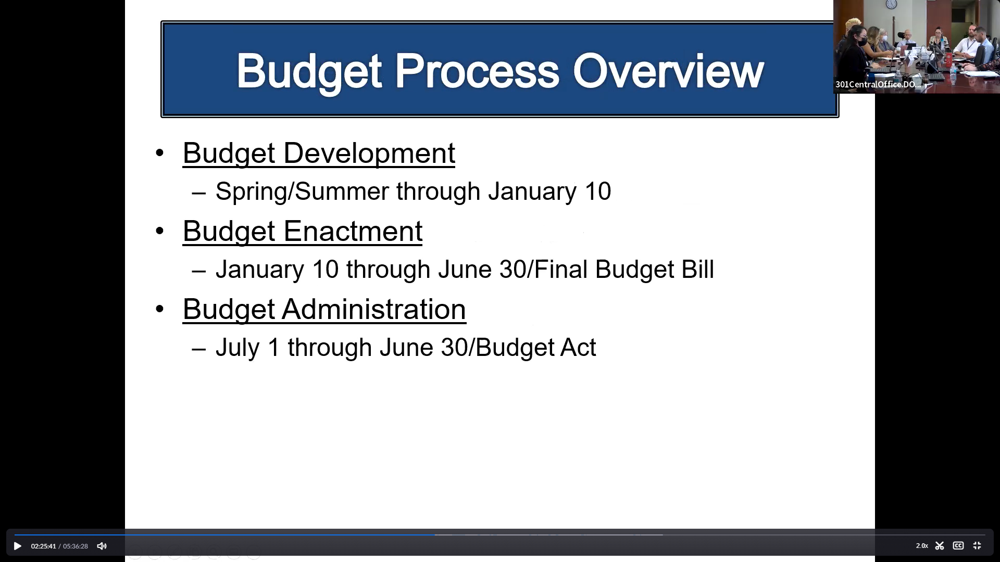 Budget Process Overview
301CentralOffice.DO...
• Budget Development
– Spring/Summer through January 10
• Budget Enactment
– January 10 through June 30/Final Budget Bill
• Budget Administration
– July 1 through June 30/Budget Act
02:25:41 / 05:36:28
2.0x
CC